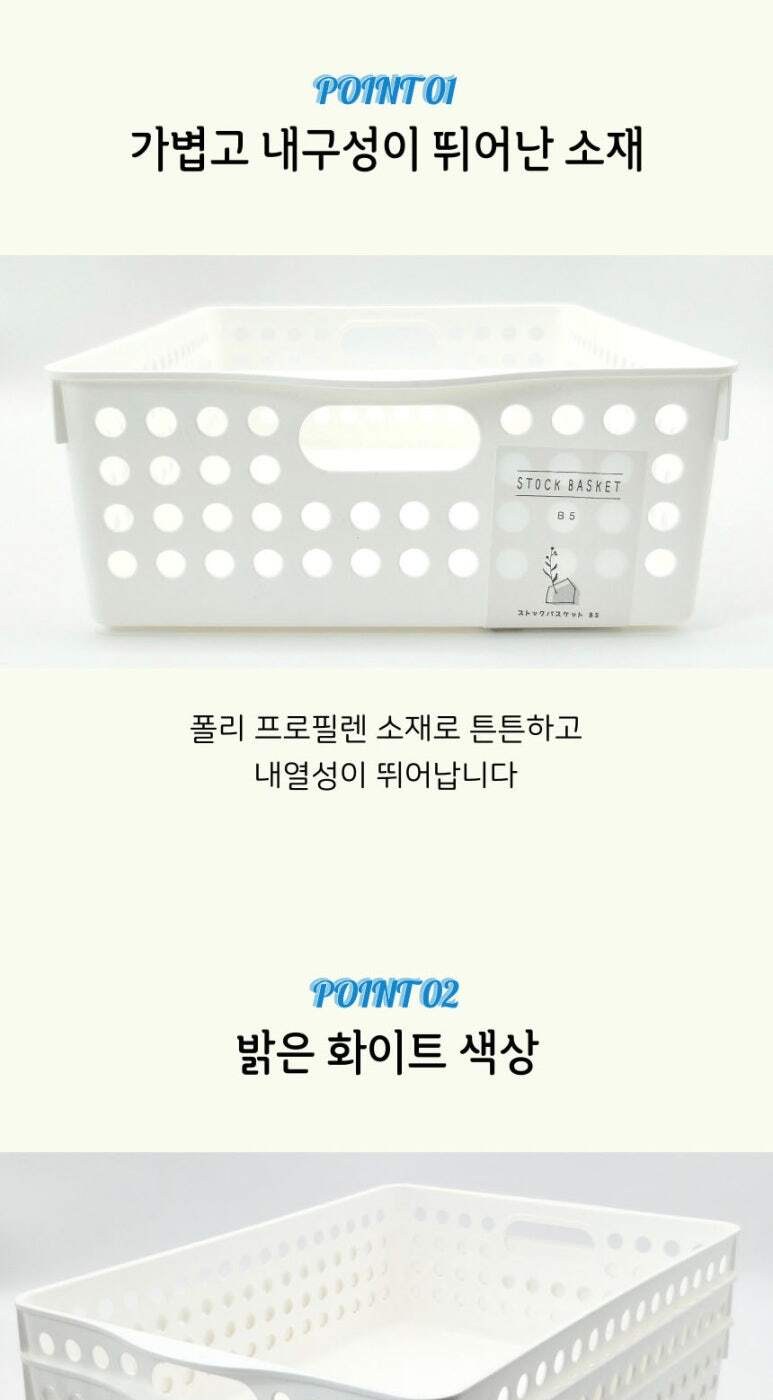 POINT 01
가볍고 내구성이 뛰어난 소재
STOCK BASKET
B5
ストックバスケット B5
폴리 프로필렌 소재로 튼튼하고
내열성이 뛰어납니다
POINT 02
밝은 화이트 색상